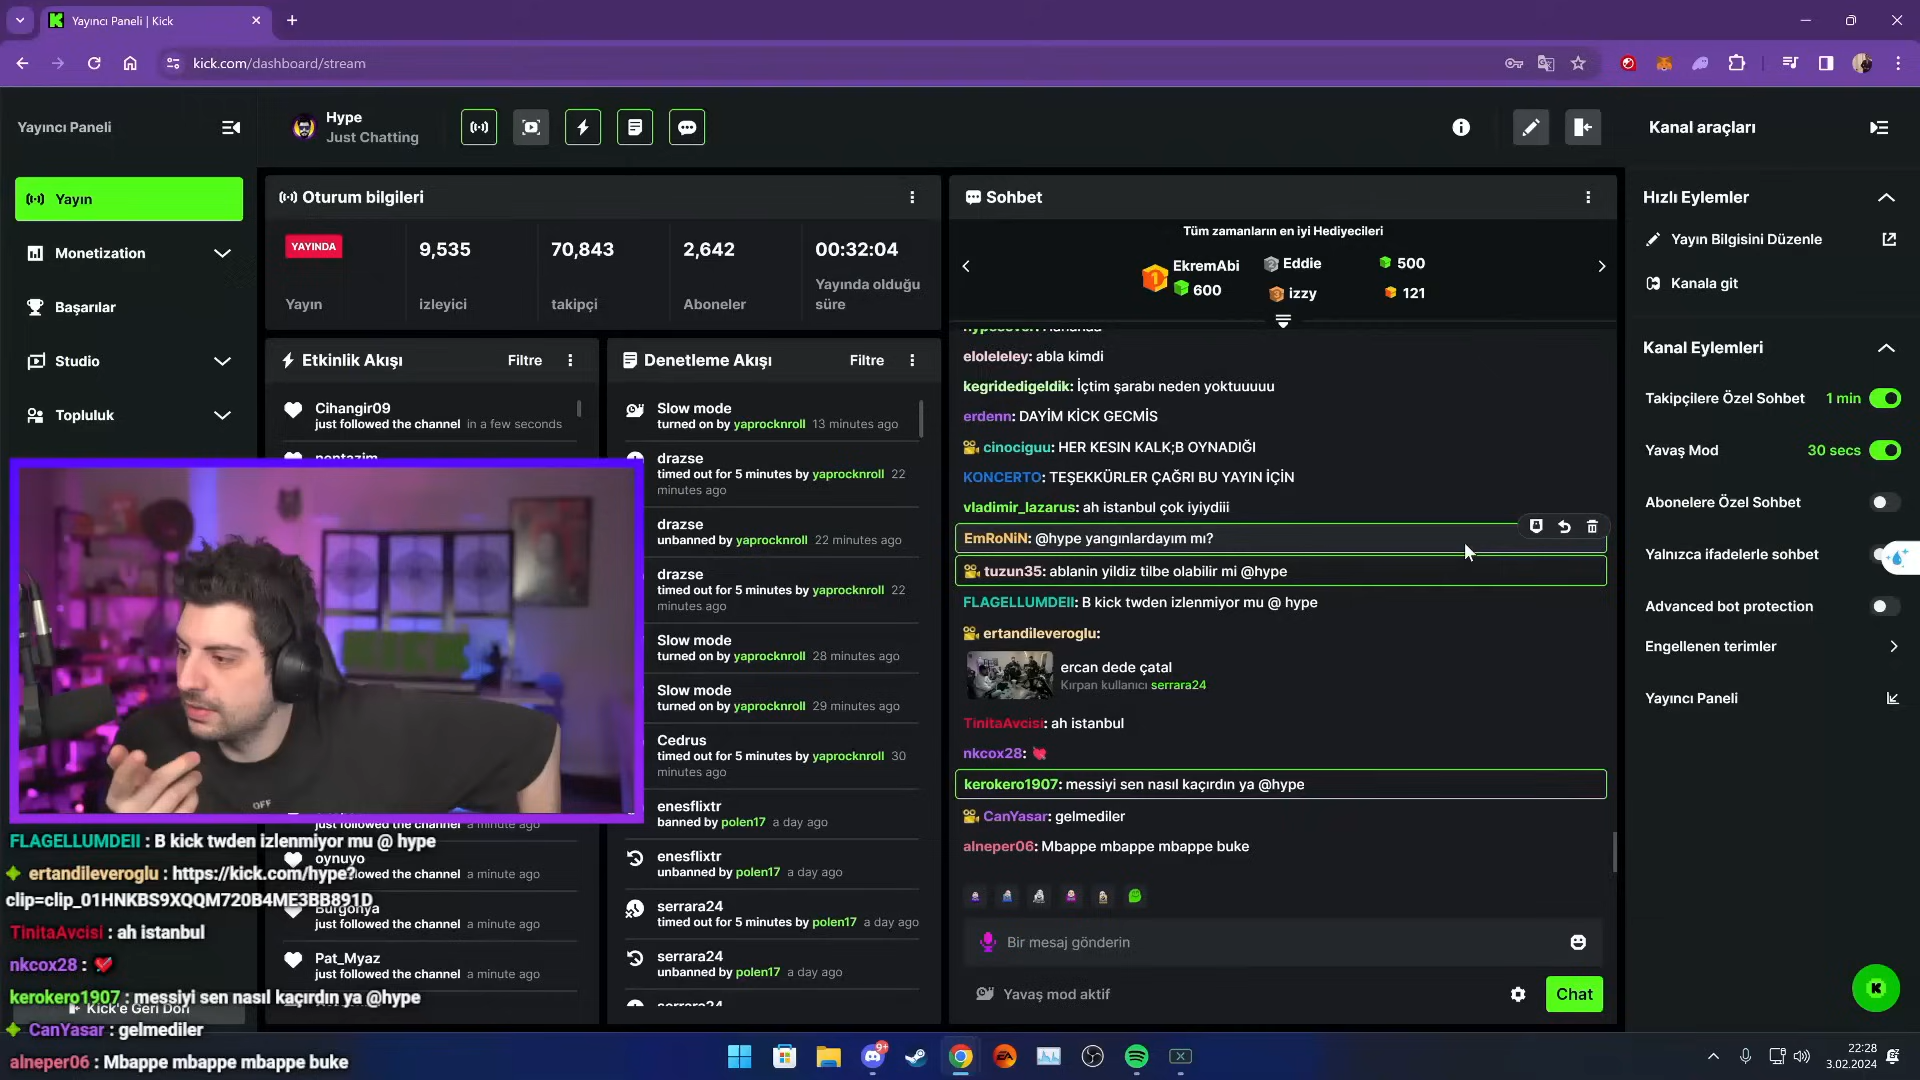 Yayıncı Paneli | Kick
kick.com/dashboard/stream
Yayıncı Paneli
Hype
Just Chatting
Kanal araçları
Yayın
Monetization
Başarılar
Studio
Topluluk
Oturum bilgileri
YAYINDA
9,535
70,843
2,642
00:32:04
Yayın
izleyici
takipçi
Aboneler
Yayında olduğu
süre
Etkinlik Akışı
Filtre
Cihangir09
just followed the channel in a few seconds
pentazim
just followed the channel a minute ago
oynuyo
just followed the channel a minute ago
Burgonya
just followed the channel a minute ago
Pat_Myaz
just followed the channel a minute ago
Kick'e Geri Dön
Denetleme Akışı
Filtre
Slow mode
turned on by yaprocknroll 13 minutes ago
drazse
timed out for 5 minutes by yaprocknroll 22
minutes ago
drazse
unbanned by yaprocknroll 22 minutes ago
drazse
timed out for 5 minutes by yaprocknroll 22
minutes ago
Slow mode
turned on by yaprocknroll 28 minutes ago
Slow mode
turned on by yaprocknroll 29 minutes ago
Cedrus
timed out for 5 minutes by yaprocknroll 30
minutes ago
enesflixtr
banned by polen17 a day ago
enesflixtr
unbanned by polen17 a day ago
serrara24
timed out for 5 minutes by polen17 a day ago
serrara24
unbanned by polen17 a day ago
serrara24
Sohbet
Tüm zamanların en iyi Hediyecileri
EkremAbi
600
Eddie
500
izzy
121
eloleleley: abla kimdi
kegridedigeldik: İçtim şarabı neden yoktuuuuu
erdenn: DAYİM KİCK GECMİS
cinociguu: HER KESIN KALK;B OYNADIĞI
KONCERTO: TEŞEKKÜRLER ÇAĞRI BU YAYIN İÇİN
vladimir_lazarus: ah istanbul çok iyiydiii
EmRoNiN: @hype yangınlardayım mı?
tuzun35: ablanin yildiz tilbe olabilir mi @hype
FLAGELLUMDEII: B kick twden izlenmiyor mu @ hype
ertandileveroglu:
ercan dede çatal
Kırpan kullanıcı serrara24
TinitaAvcisi: ah istanbul
nkcox28:
kerokero1907: messiyi sen nasıl kaçırdın ya @hype
CanYasar: gelmediler
alneper06: Mbappe mbappe mbappe buke
Bir mesaj gönderin
Yavaş mod aktif
Chat
Hızlı Eylemler
Yayın Bilgisini Düzenle
Kanala git
Kanal Eylemleri
Takipçilere Özel Sohbet 1 min
Yavaş Mod 30 secs
Abonelere Özel Sohbet
Yalnızca ifadelerle sohbet
Advanced bot protection
Engellenen terimler
Yayıncı Paneli
OFF
FLAGELLUMDEII : B kick twden izlenmiyor mu @ hype
ertandileveroglu : https://kick.com/hype?
clip=clip_01HNKBS9XQQM720B4ME3BB891D
TinitaAvcisi : ah istanbul
nkcox28 :
kerokero1907 : messiyi sen nasıl kaçırdın ya @hype
CanYasar : gelmediler
alneper06 : Mbappe mbappe mbappe buke
9+
22:28
3.02.2024